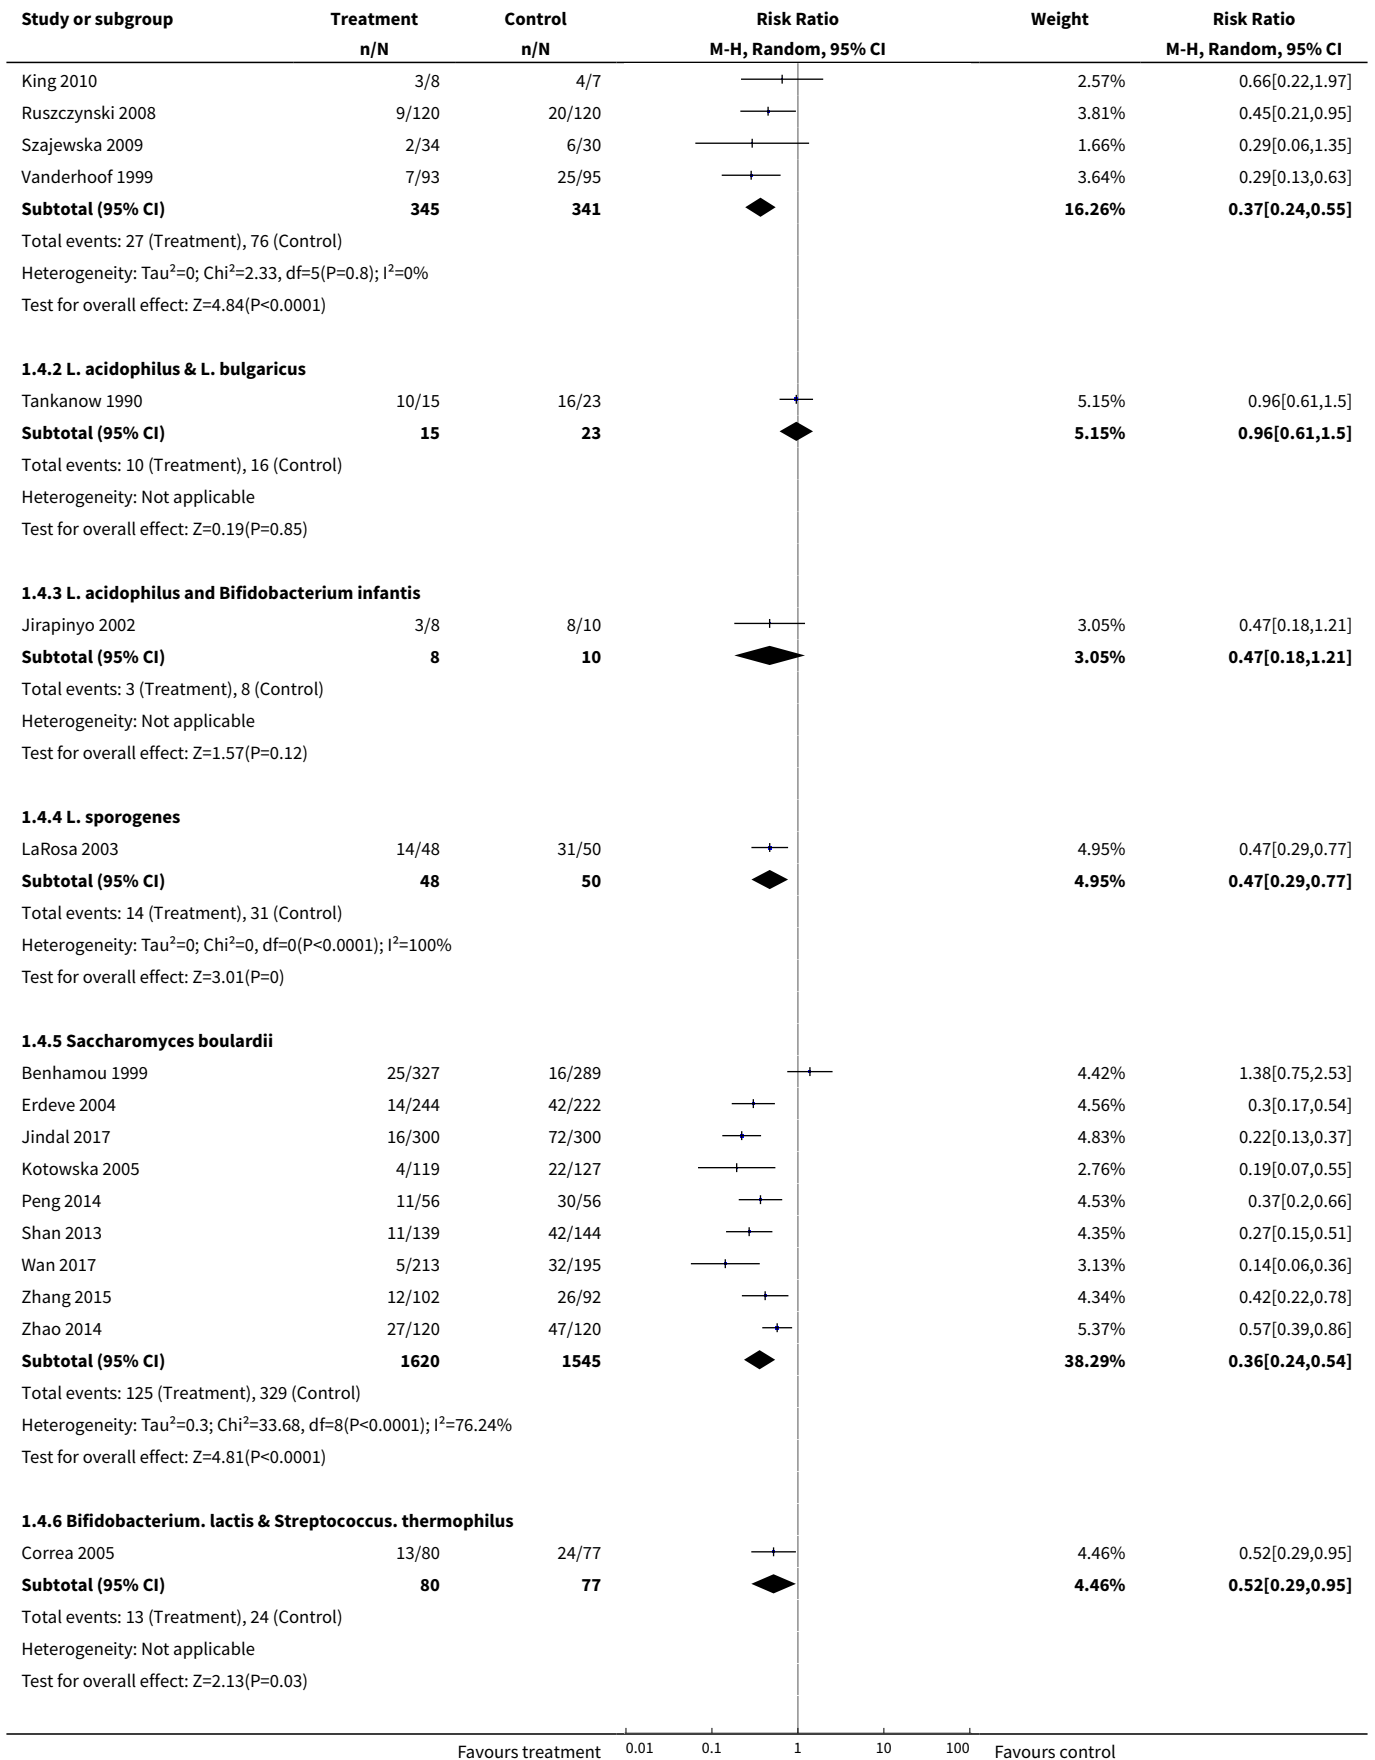 Study or subgroup Treatment Control Risk Ratio Weight Risk Ratio
n/N n/N M-H, Random, 95% CI M-H, Random, 95% CI
King 2010 3/8 4/7 2.57% 0.66[0.22,1.97]
Ruszczynski 2008 9/120 20/120 3.81% 0.45[0.21,0.95]
Szajewska 2009 2/34 6/30 1.66% 0.29[0.06,1.35]
Vanderhoof 1999 7/93 25/95 3.64% 0.29[0.13,0.63]
Subtotal (95% CI) 345 341 16.26% 0.37[0.24,0.55]
Total events: 27 (Treatment), 76 (Control)
Heterogeneity: Tau²=0; Chi²=2.33, df=5(P=0.8); I²=0%
Test for overall effect: Z=4.84(P<0.0001)
1.4.2 L. acidophilus & L. bulgaricus
Tankanow 1990 10/15 16/23 5.15% 0.96[0.61,1.5]
Subtotal (95% CI) 15 23 5.15% 0.96[0.61,1.5]
Total events: 10 (Treatment), 16 (Control)
Heterogeneity: Not applicable
Test for overall effect: Z=0.19(P=0.85)
1.4.3 L. acidophilus and Bifidobacterium infantis
Jirapinyo 2002 3/8 8/10 3.05% 0.47[0.18,1.21]
Subtotal (95% CI) 8 10 3.05% 0.47[0.18,1.21]
Total events: 3 (Treatment), 8 (Control)
Heterogeneity: Not applicable
Test for overall effect: Z=1.57(P=0.12)
1.4.4 L. sporogenes
LaRosa 2003 14/48 31/50 4.95% 0.47[0.29,0.77]
Subtotal (95% CI) 48 50 4.95% 0.47[0.29,0.77]
Total events: 14 (Treatment), 31 (Control)
Heterogeneity: Tau²=0; Chi²=0, df=0(P<0.0001); I²=100%
Test for overall effect: Z=3.01(P=0)
1.4.5 Saccharomyces boulardii
Benhamou 1999 25/327 16/289 4.42% 1.38[0.75,2.53]
Erdeve 2004 14/244 42/222 4.56% 0.3[0.17,0.54]
Jindal 2017 16/300 72/300 4.83% 0.22[0.13,0.37]
Kotowska 2005 4/119 22/127 2.76% 0.19[0.07,0.55]
Peng 2014 11/56 30/56 4.53% 0.37[0.2,0.66]
Shan 2013 11/139 42/144 4.35% 0.27[0.15,0.51]
Wan 2017 5/213 32/195 3.13% 0.14[0.06,0.36]
Zhang 2015 12/102 26/92 4.34% 0.42[0.22,0.78]
Zhao 2014 27/120 47/120 5.37% 0.57[0.39,0.86]
Subtotal (95% CI) 1620 1545 38.29% 0.36[0.24,0.54]
Total events: 125 (Treatment), 329 (Control)
Heterogeneity: Tau²=0.3; Chi²=33.68, df=8(P<0.0001); I²=76.24%
Test for overall effect: Z=4.81(P<0.0001)
1.4.6 Bifidobacterium. lactis & Streptococcus. thermophilus
Correa 2005 13/80 24/77 4.46% 0.52[0.29,0.95]
Subtotal (95% CI) 80 77 4.46% 0.52[0.29,0.95]
Total events: 13 (Treatment), 24 (Control)
Heterogeneity: Not applicable
Test for overall effect: Z=2.13(P=0.03)
Favours treatment 0.01 0.1 1 10 100 Favours control